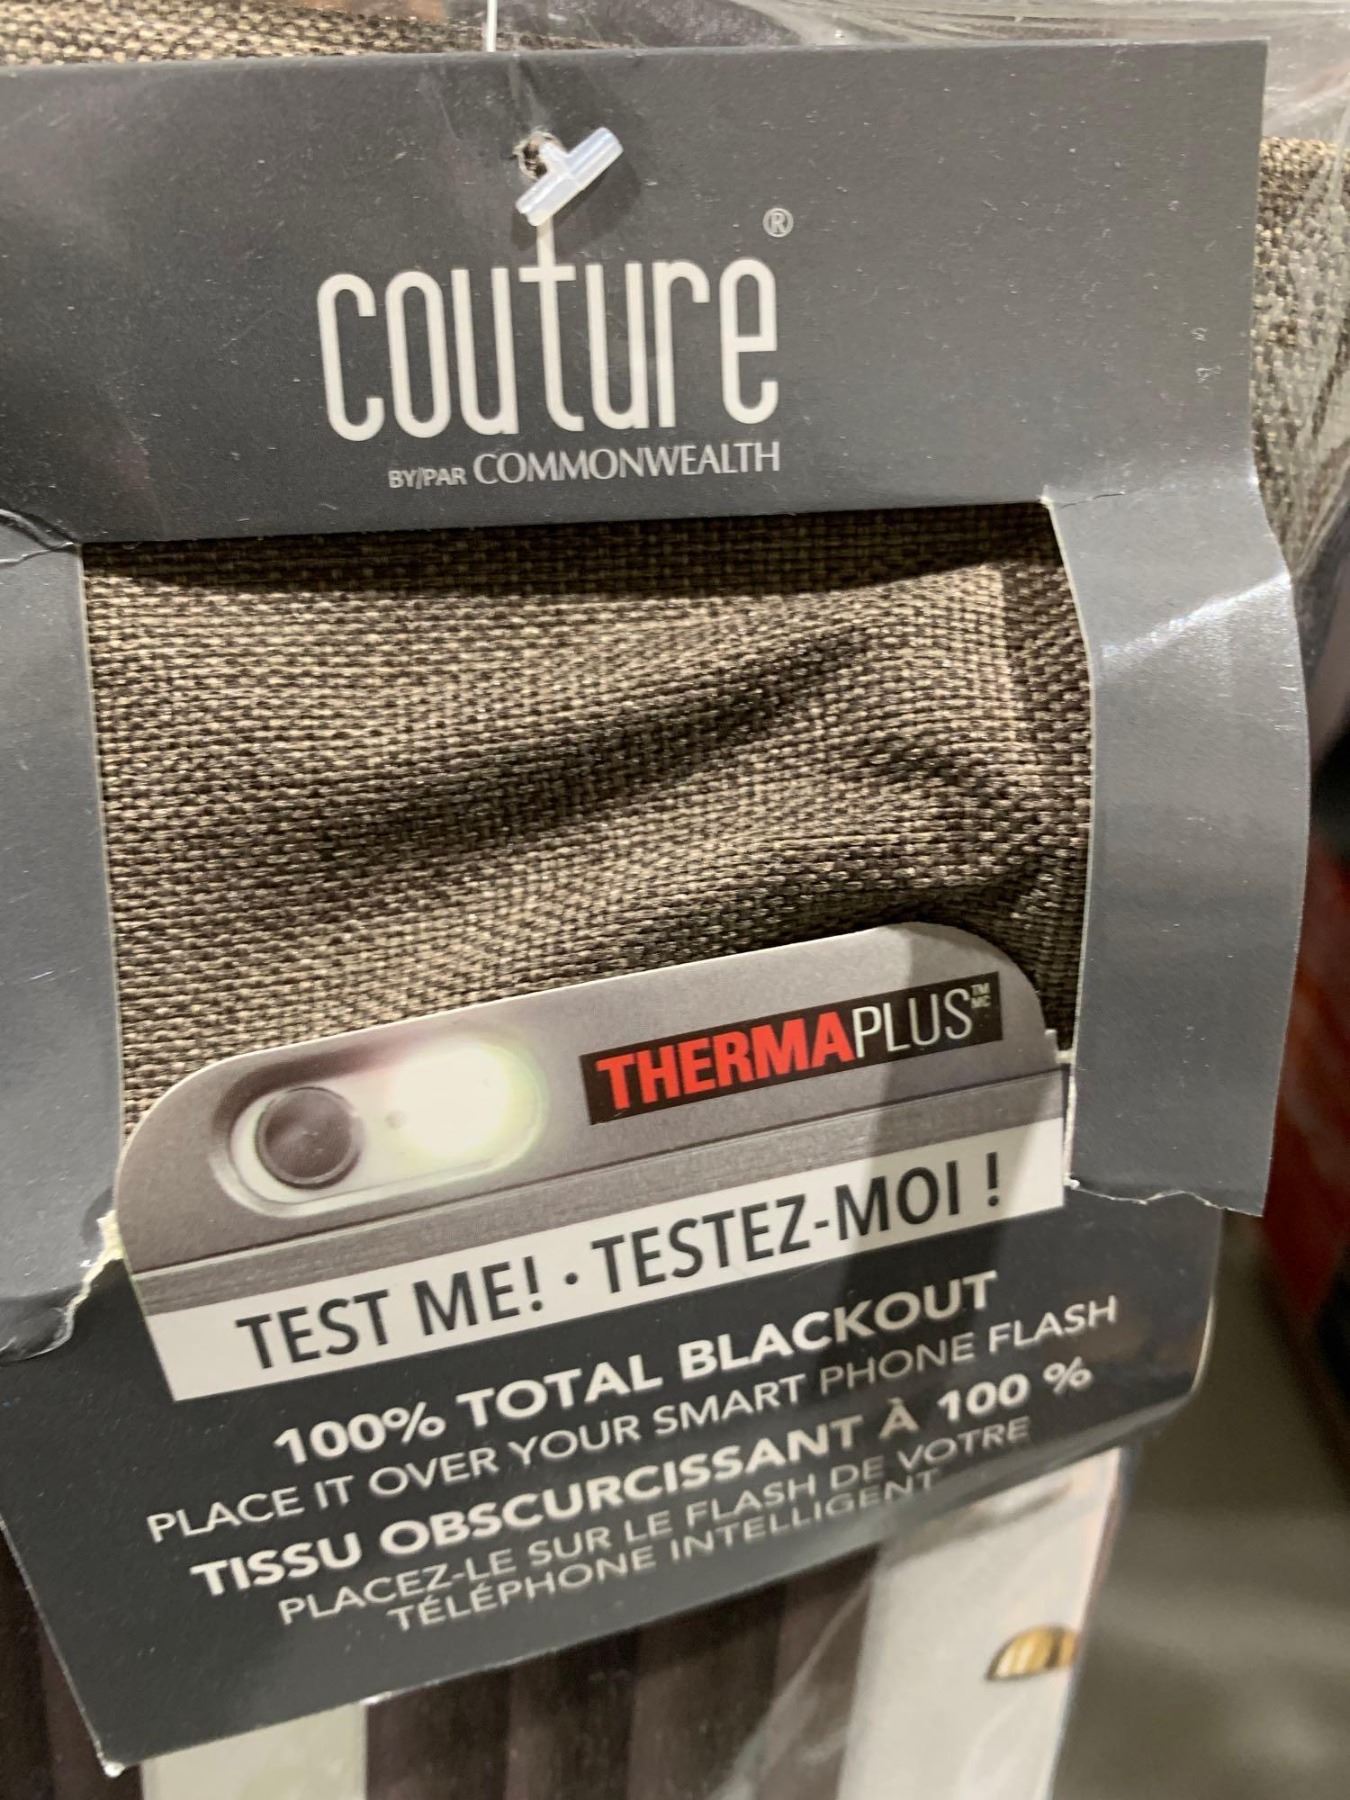 couture®
BY/PAR COMMONWEALTH
THERMAPLUS™ MC
TEST ME! · TESTEZ-MOI !
100% TOTAL BLACKOUT
PLACE IT OVER YOUR SMART PHONE FLASH
TISSU OBSCURCISSANT À 100 %
PLACEZ-LE SUR LE FLASH DE VOTRE
TÉLÉPHONE INTELLIGENT